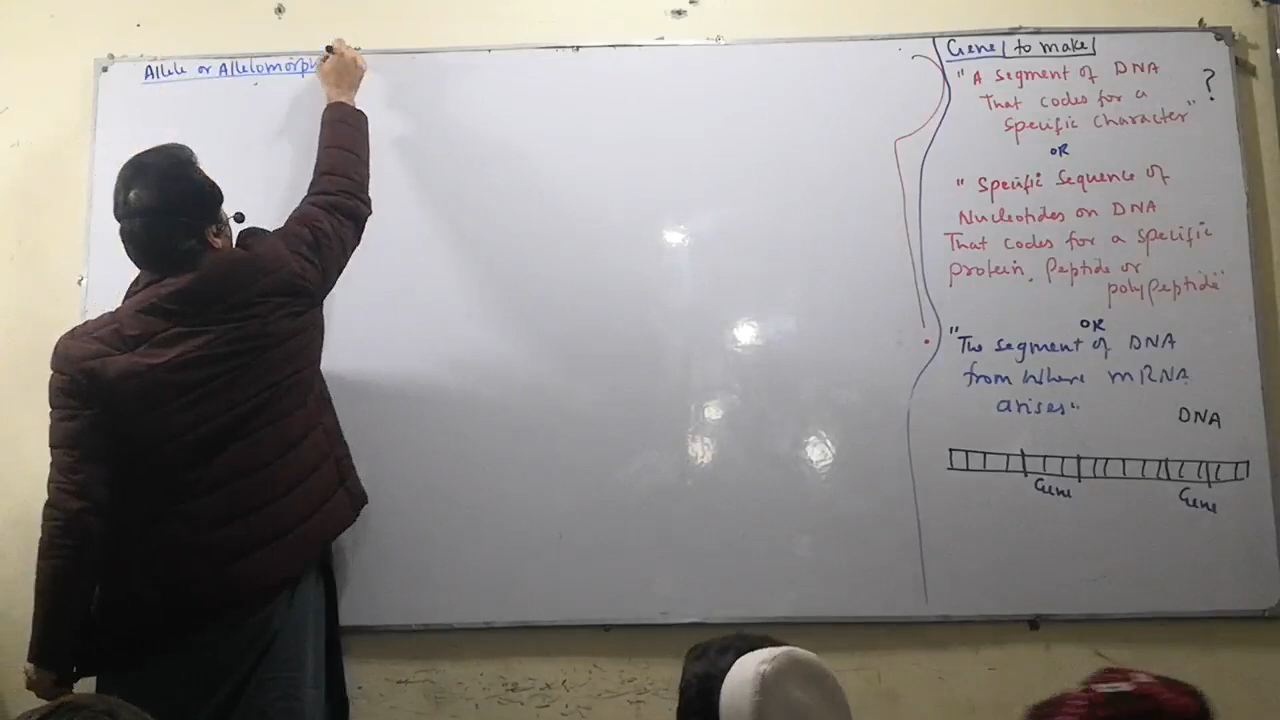 Allele or Allelomorph
Gene / to make /
"A segment of DNA
That codes for a
specific character"
?
OR
"specific sequence of
Nucleotides on DNA
That codes for a specific
protein, peptide or
polypeptide"
OR
"The segment of DNA
from where mRNA
arises"
DNA
Gene
Gene